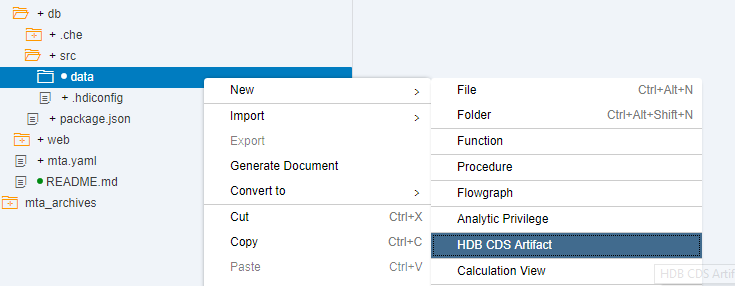 db
+ .che
+ src
data
+ .hdiconfig
+ package.json
+ web
+ mta.yaml
README.md
mta_archives
New >
Import >
Export
Generate Document
Convert to >
Cut Ctrl+X
Copy Ctrl+C
Paste Ctrl+V
File Ctrl+Alt+N
Folder Ctrl+Alt+Shift+N
Function
Procedure
Flowgraph
Analytic Privilege
HDB CDS Artifact
Calculation View
HDB CDS Artif